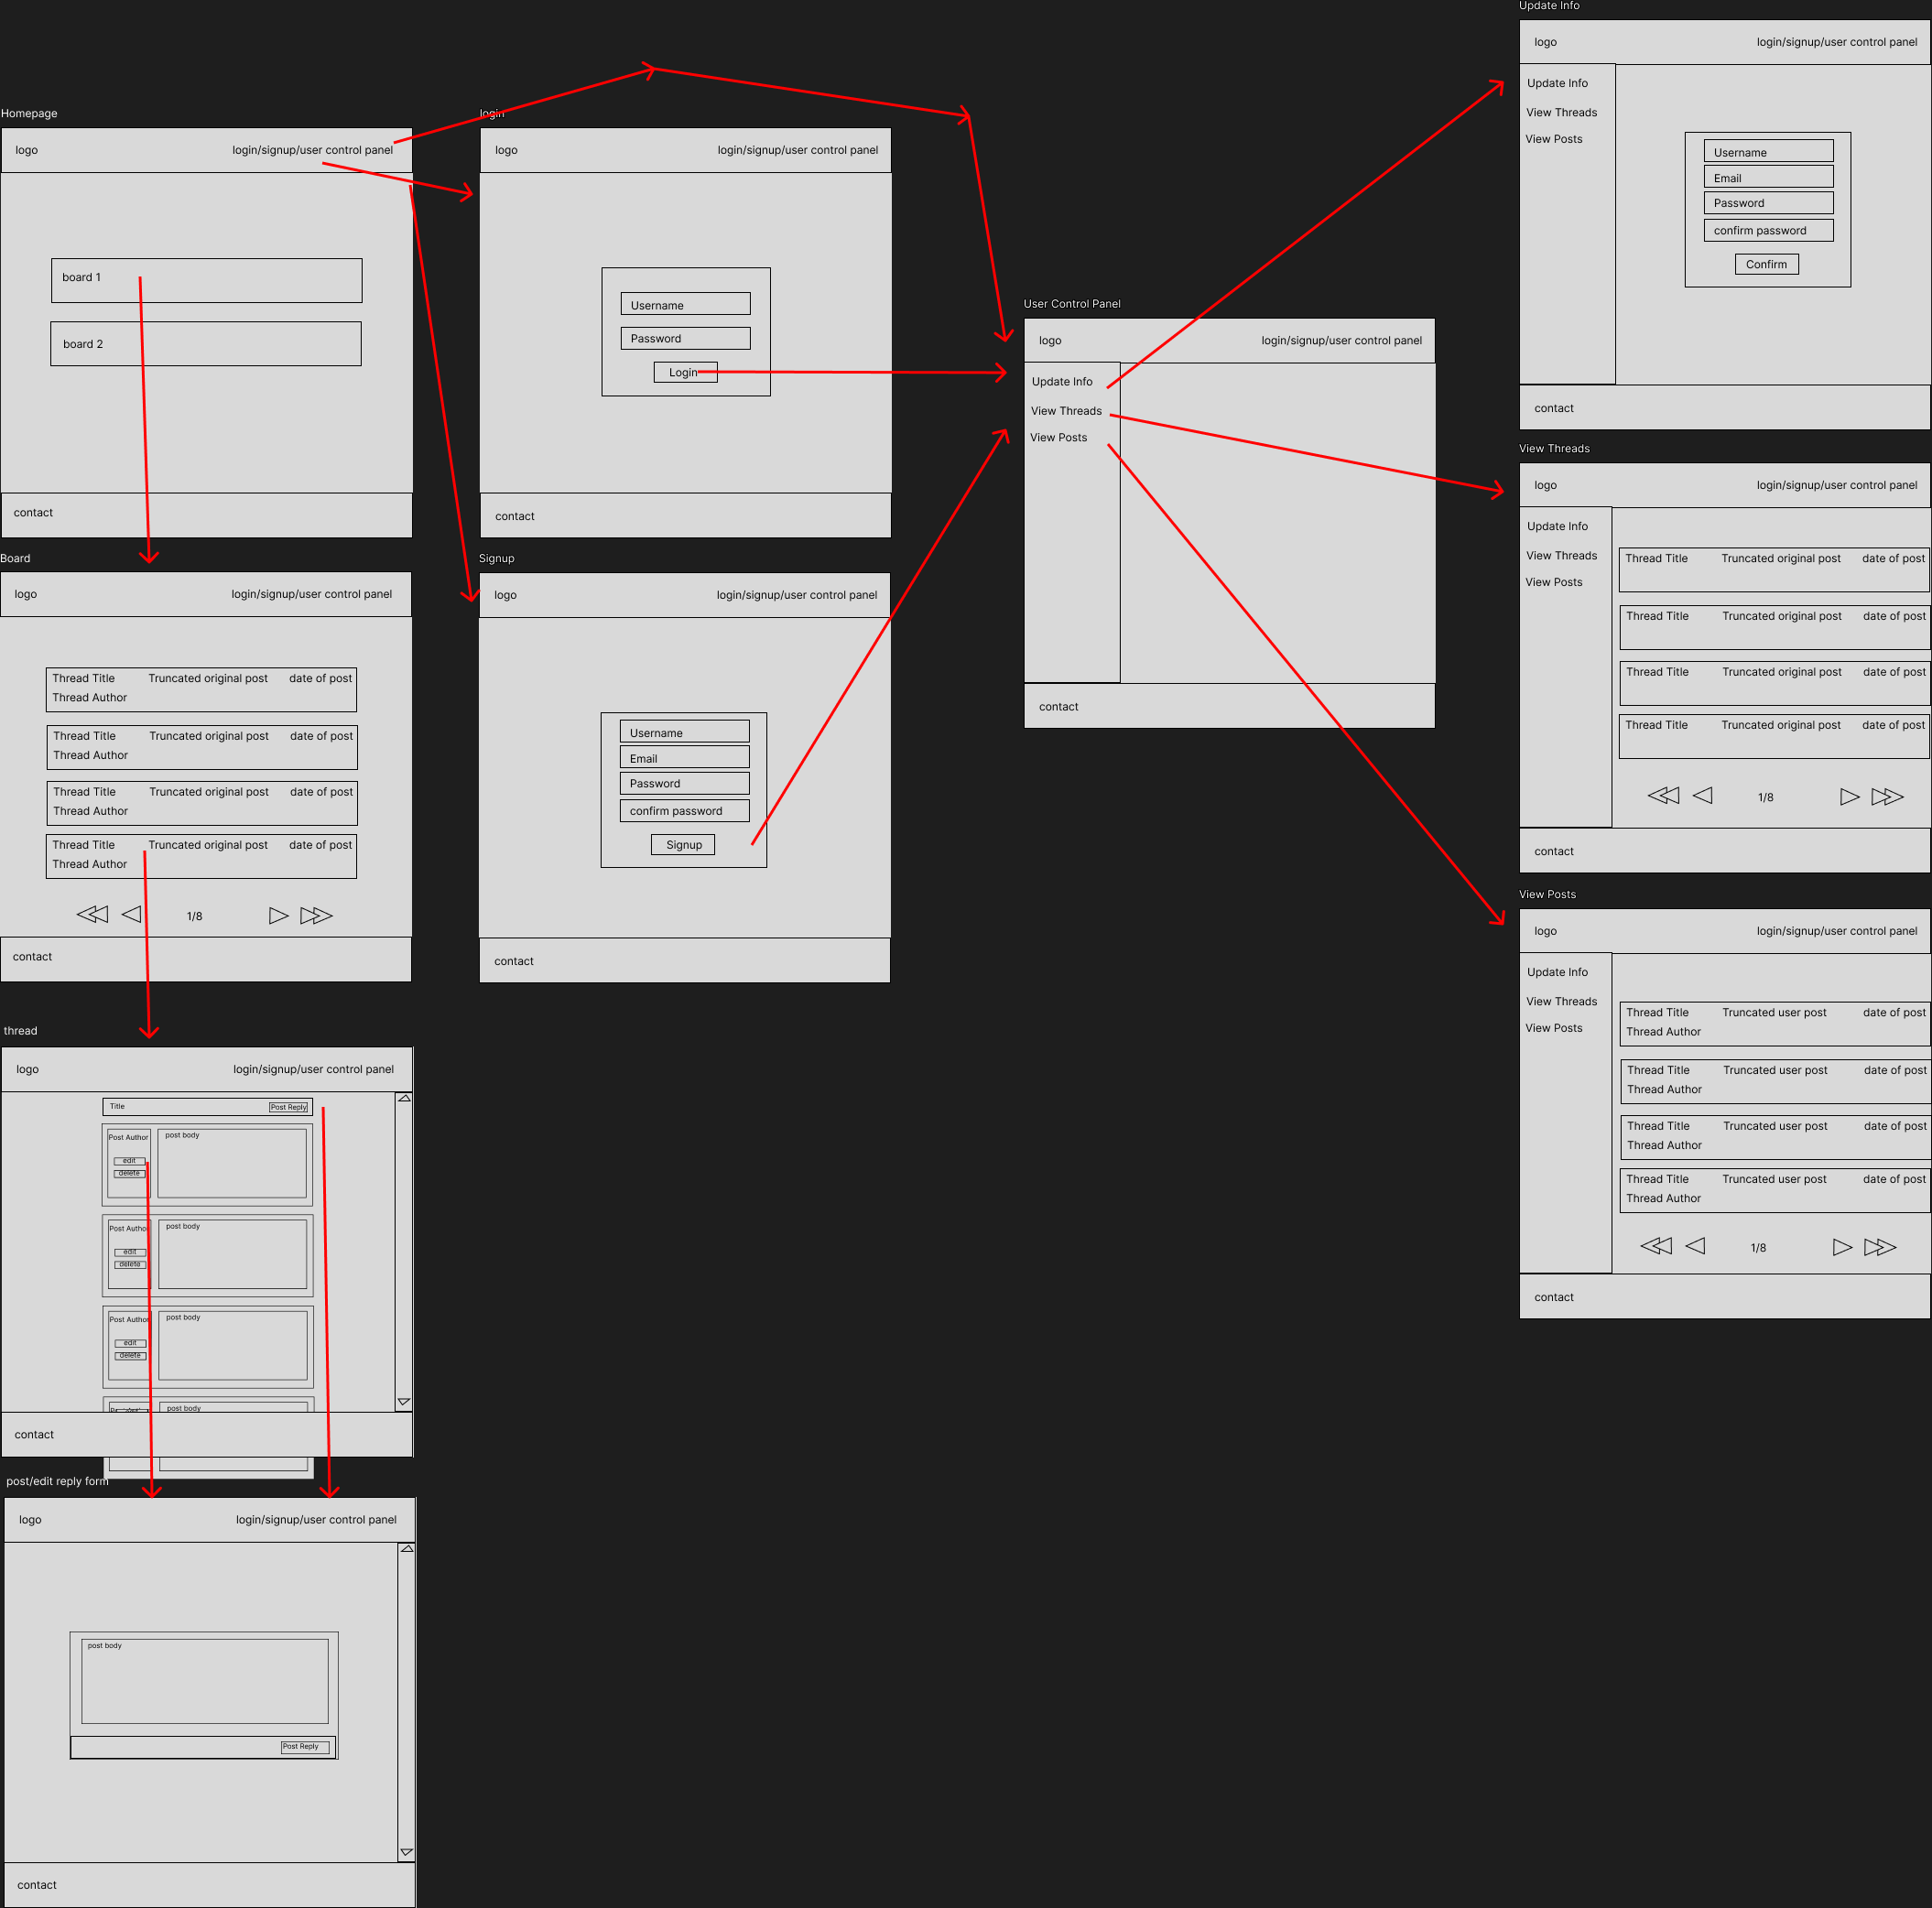 Homepage
logo
login/signup/user control panel
board 1
board 2
contact
Board
logo
login/signup/user control panel
Thread Title
Truncated original post
date of post
Thread Author
Thread Title
Truncated original post
date of post
Thread Author
Thread Title
Truncated original post
date of post
Thread Author
Thread Title
Truncated original post
date of post
Thread Author
1/8
contact
thread
logo
login/signup/user control panel
Title
Post Reply
Post Author
post body
edit
delete
Post Author
post body
edit
delete
Post Author
post body
edit
delete
post body
contact
post/edit reply form
logo
login/signup/user control panel
post body
Post Reply
contact
login
logo
login/signup/user control panel
Username
Password
Login
contact
Signup
logo
login/signup/user control panel
Username
Email
Password
confirm password
Signup
contact
User Control Panel
logo
login/signup/user control panel
Update Info
View Threads
View Posts
contact
Update Info
logo
login/signup/user control panel
Update Info
View Threads
View Posts
Username
Email
Password
confirm password
Confirm
contact
View Threads
logo
login/signup/user control panel
Update Info
View Threads
View Posts
Thread Title
Truncated original post
date of post
Thread Title
Truncated original post
date of post
Thread Title
Truncated original post
date of post
Thread Title
Truncated original post
date of post
1/8
contact
View Posts
logo
login/signup/user control panel
Update Info
View Threads
View Posts
Thread Title
Truncated user post
date of post
Thread Author
Thread Title
Truncated user post
date of post
Thread Author
Thread Title
Truncated user post
date of post
Thread Author
Thread Title
Truncated user post
date of post
Thread Author
1/8
contact